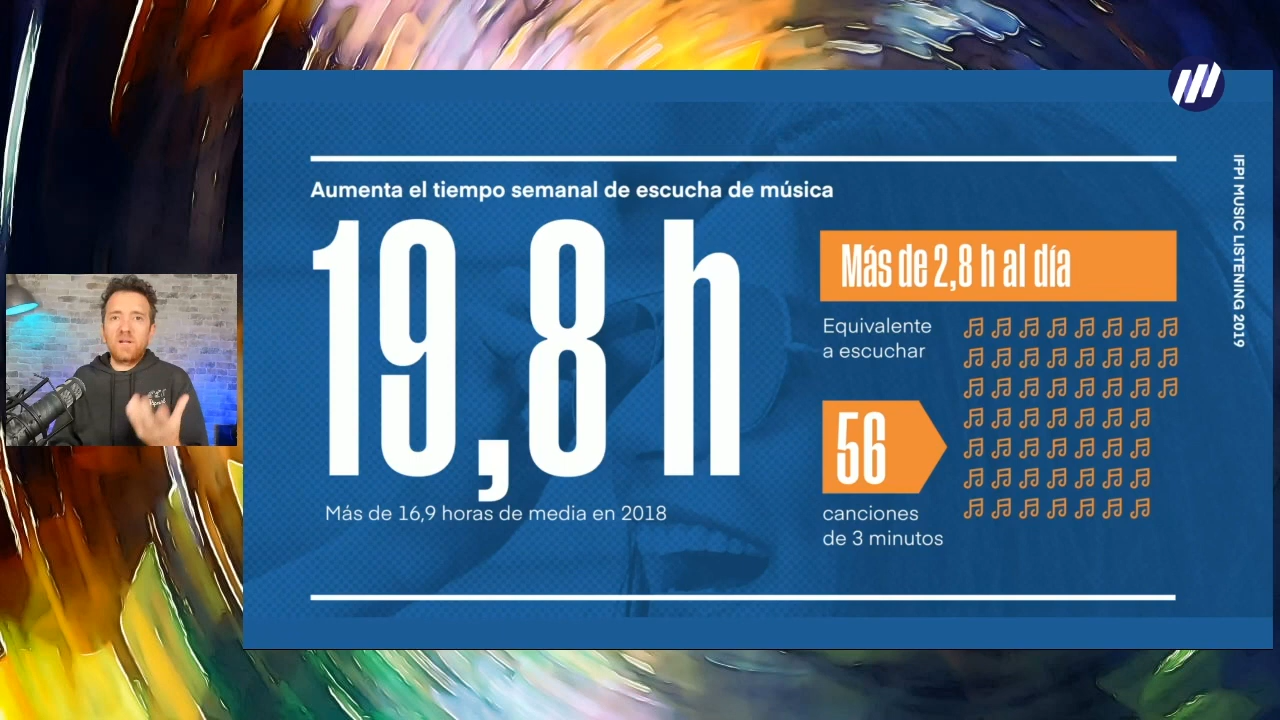 Aumenta el tiempo semanal de escucha de música
19,8 h
Más de 16,9 horas de media en 2018
Más de 2,8 h al día
Equivalente
a escuchar
56
canciones
de 3 minutos
IFPI MUSIC LISTENING 2019